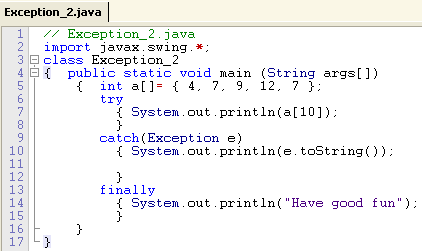 Exception_2.java
1 // Exception_2.java
2 import javax.swing.*;
3 class Exception_2
4 { public static void main (String args[])
5 { int a[]= { 4, 7, 9, 12, 7 };
6 try
7 { System.out.println(a[10]);
8 }
9 catch(Exception e)
10 { System.out.println(e.toString());
11
12 }
13 finally
14 { System.out.println("Have good fun");
15 }
16 }
17 }